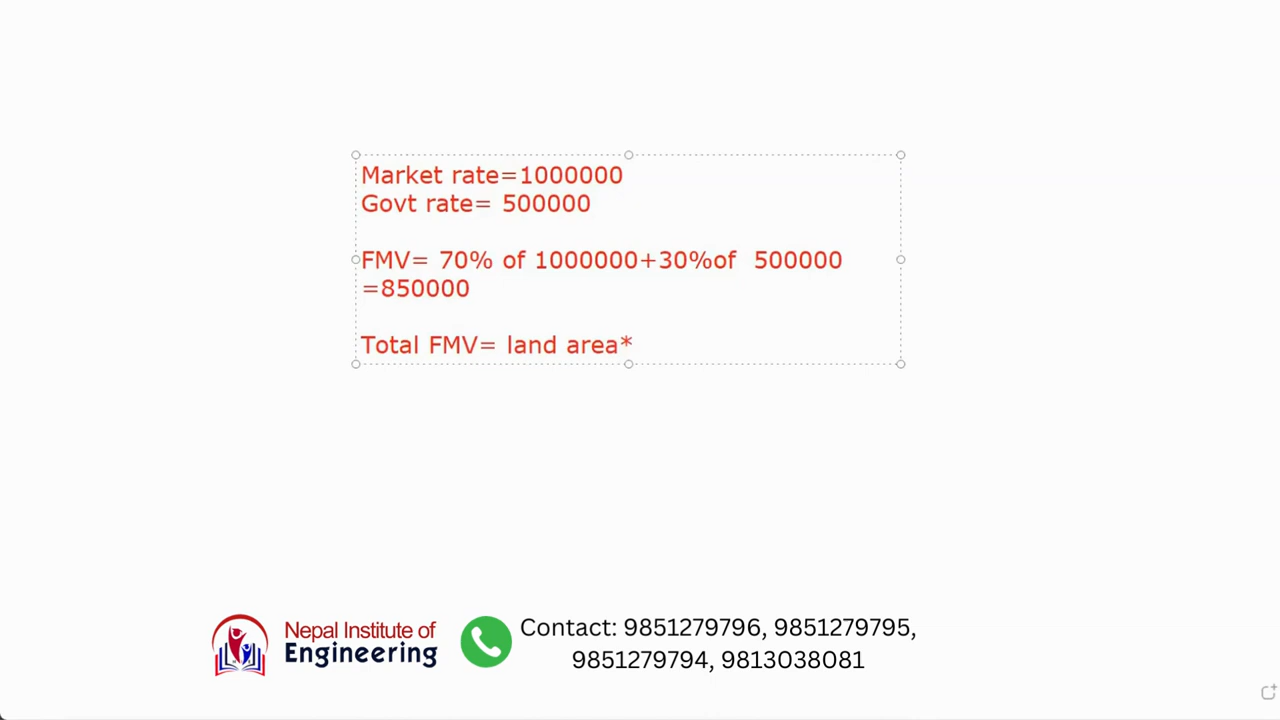 Market rate=1000000
Govt rate= 500000
FMV= 70% of 1000000+30%of  500000
=850000
Total FMV= land area*
Nepal Institute of
Engineering
Contact: 9851279796, 9851279795,
9851279794, 9813038081